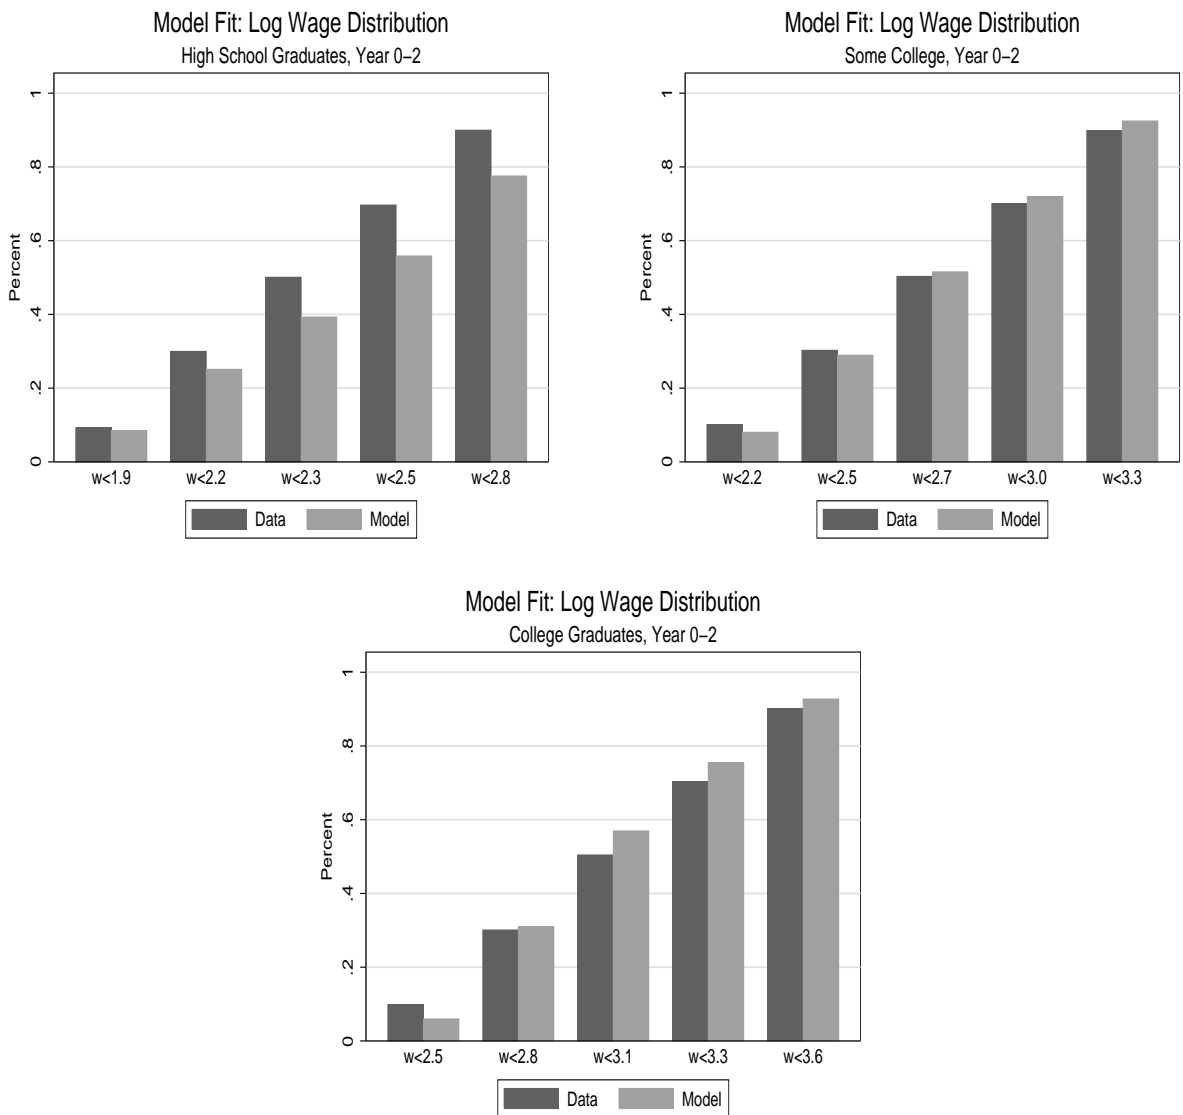 Model Fit: Log Wage Distribution
High School Graduates, Year 0−2
Percent
1
.8
.6
.4
.2
0
w<1.9 w<2.2 w<2.3 w<2.5 w<2.8
Data Model
Model Fit: Log Wage Distribution
Some College, Year 0−2
Percent
1
.8
.6
.4
.2
0
w<2.2 w<2.5 w<2.7 w<3.0 w<3.3
Data Model
Model Fit: Log Wage Distribution
College Graduates, Year 0−2
Percent
1
.8
.6
.4
.2
0
w<2.5 w<2.8 w<3.1 w<3.3 w<3.6
Data Model